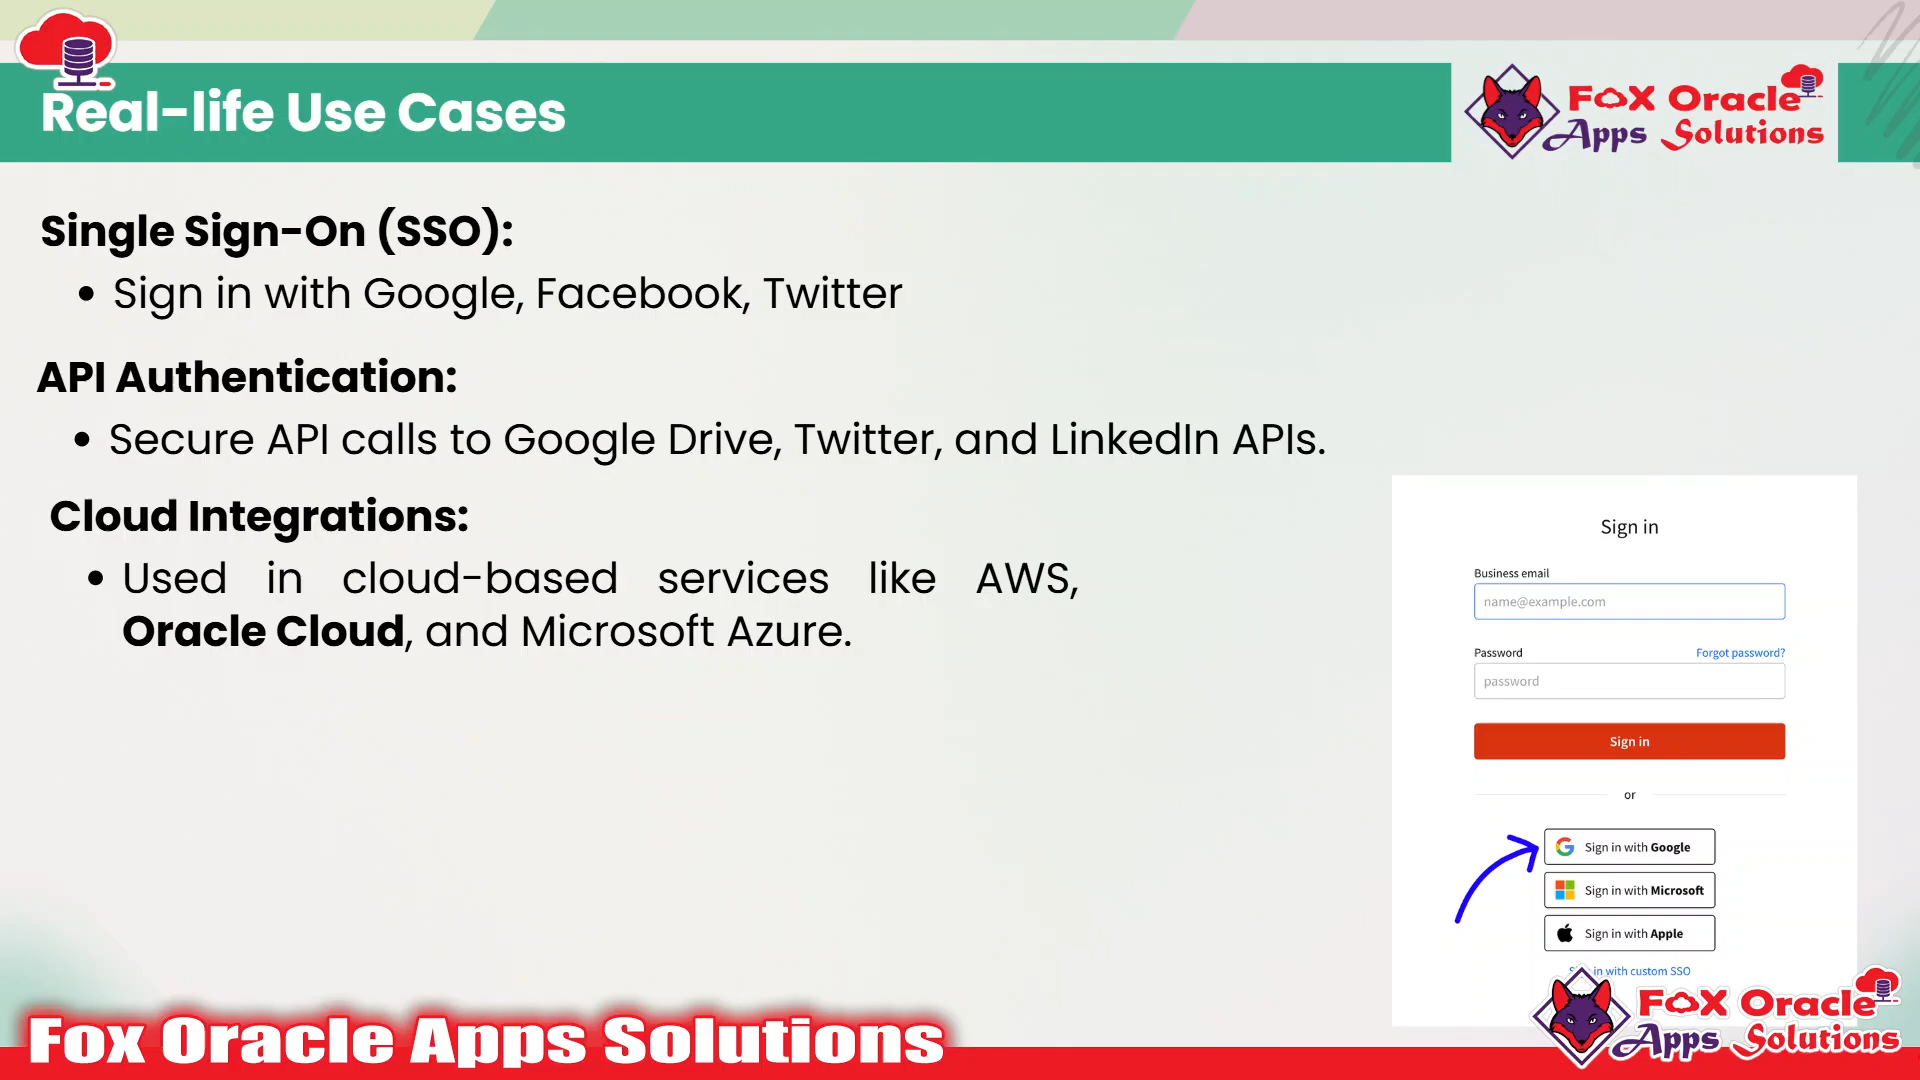 Real-life Use Cases
Fox Oracle
Apps Solutions
Single Sign-On (SSO):
• Sign in with Google, Facebook, Twitter
API Authentication:
• Secure API calls to Google Drive, Twitter, and LinkedIn APIs.
Cloud Integrations:
• Used in cloud-based services like AWS,
Oracle Cloud, and Microsoft Azure.
Sign in
Business email
name@example.com
Password Forgot password?
password
Sign in
or
Sign in with Google
Sign in with Microsoft
Sign in with Apple
in with custom SSO
Fox Oracle
Apps Solutions
Fox Oracle Apps Solutions